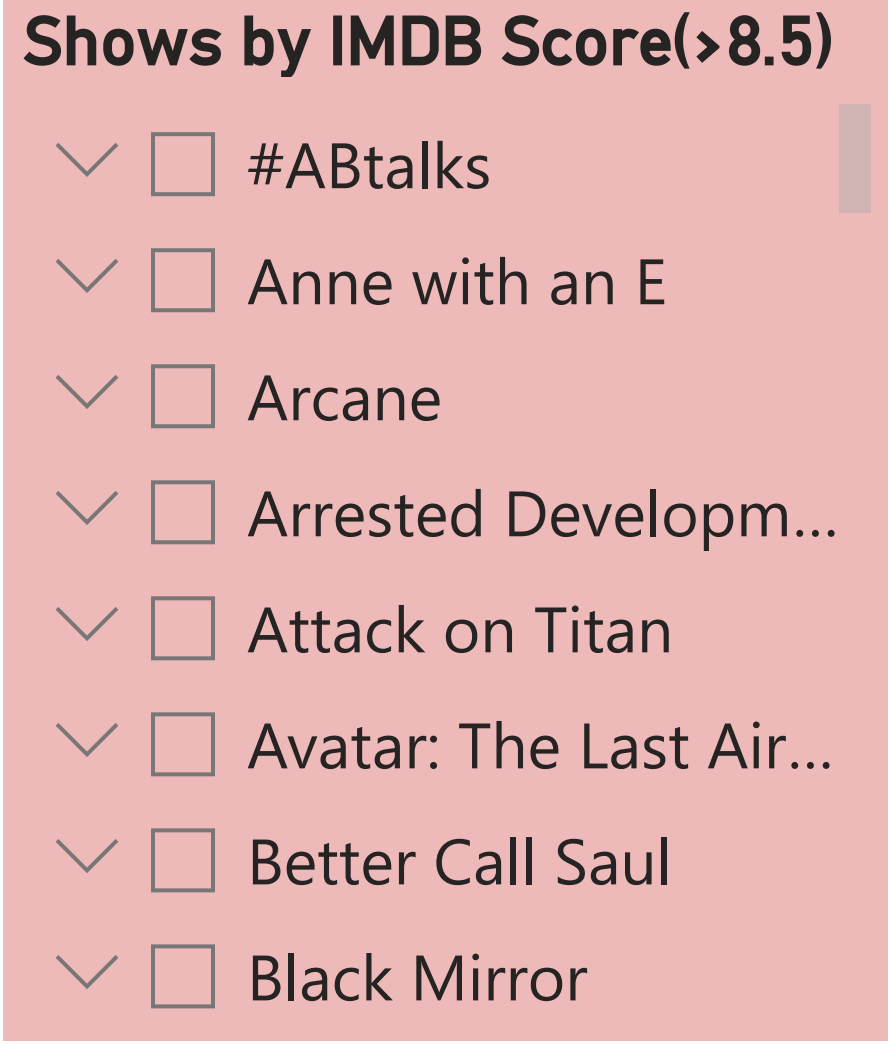 Shows by IMDB Score(>8.5)
#ABtalks
Anne with an E
Arcane
Arrested Developm...
Attack on Titan
Avatar: The Last Air...
Better Call Saul
Black Mirror